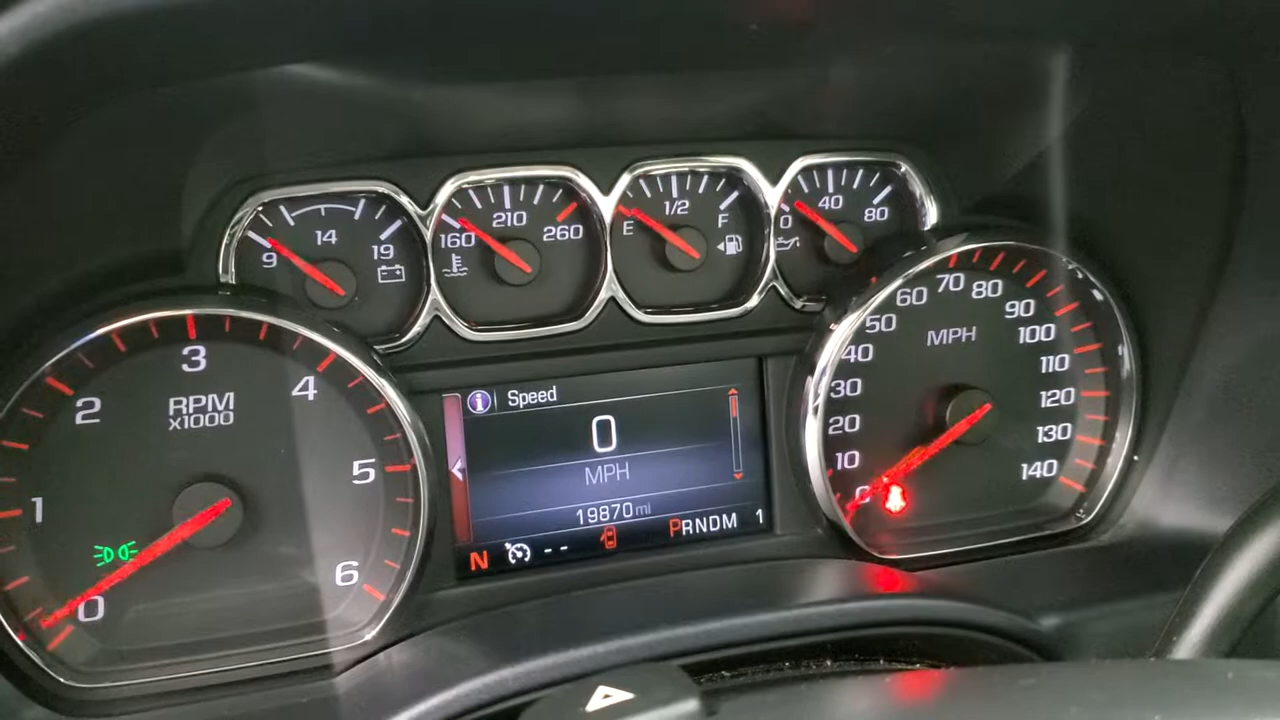 9 14 19
160 210 260
E 1/2 F
0 40 80
0 1 2 3 4 5 6
RPM
x1000
Speed
0
MPH
19870 mi
N -- PRNDM 1
0 10 20 30 40 50 60 70 80 90 100 110 120 130 140
MPH